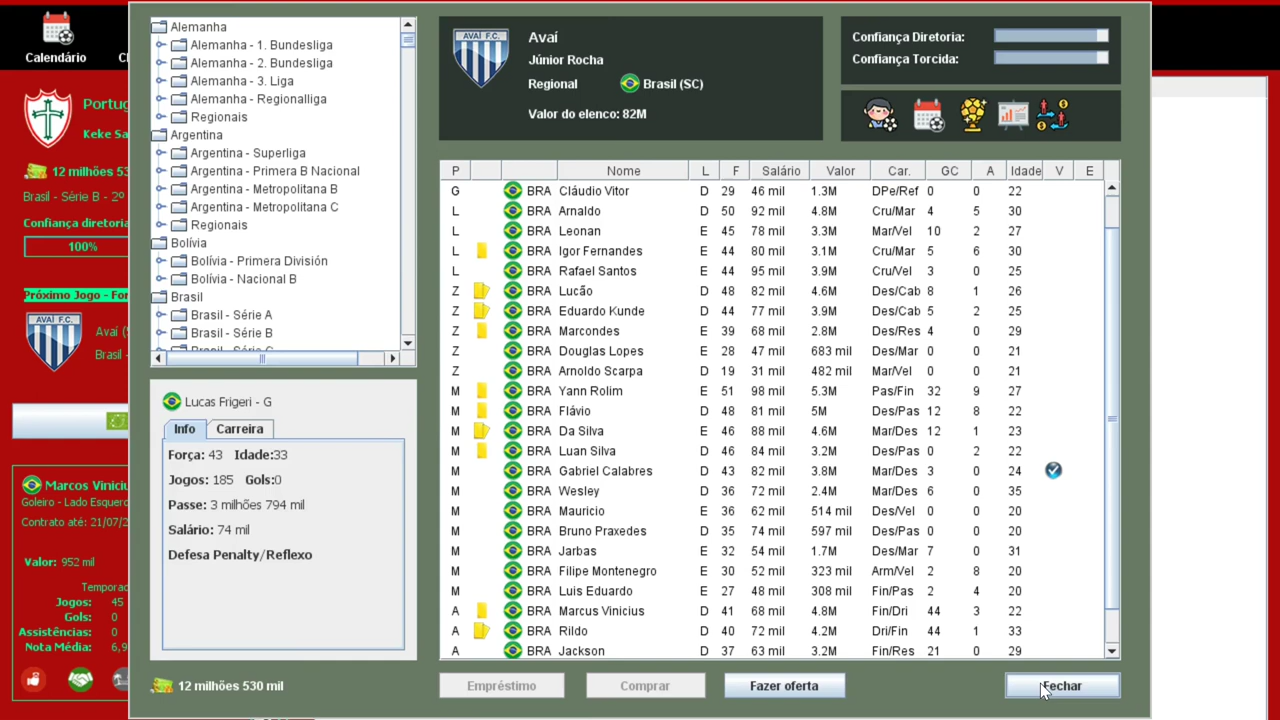 Calendário
Portug
Keke Sa
12 milhões 530
Brasil - Série B - 2º
Confiança diretoria
100%
Próximo Jogo - For
Avaí (
Brasil -
Marcos Viniciu
Goleiro - Lado Esquero
Contrato até: 21/07/2
Valor: 952 mil
Temporad
Jogos: 45
Gols: 0
Assistências: 0
Nota Média: 6,9
Alemanha
Alemanha - 1. Bundesliga
Alemanha - 2. Bundesliga
Alemanha - 3. Liga
Alemanha - Regionalliga
Regionais
Argentina
Argentina - Superliga
Argentina - Primera B Nacional
Argentina - Metropolitana B
Argentina - Metropolitana C
Regionais
Bolívia
Bolívia - Primera División
Bolívia - Nacional B
Brasil
Brasil - Série A
Brasil - Série B
Brasil - Série C
Lucas Frigeri - G
Info Carreira
Força: 43 Idade:33
Jogos: 185 Gols:0
Passe: 3 milhões 794 mil
Salário: 74 mil
Defesa Penalty/Reflexo
12 milhões 530 mil
AVAÍ F.C.
Avaí
Júnior Rocha
Regional Brasil (SC)
Valor do elenco: 82M
Confiança Diretoria:
Confiança Torcida:
P Nome L F Salário Valor Car. GC A Idade V E
G BRA Cláudio Vitor D 29 46 mil 1.3M DPe/Ref 0 0 22
L BRA Arnaldo D 50 92 mil 4.8M Cru/Mar 4 5 30
L BRA Leonan E 45 78 mil 3.3M Mar/Vel 10 2 27
L BRA Igor Fernandes E 44 80 mil 3.1M Cru/Mar 5 6 30
L BRA Rafael Santos E 44 95 mil 3.9M Cru/Vel 3 0 25
Z BRA Lucão D 48 82 mil 4.6M Des/Cab 8 1 26
Z BRA Eduardo Kunde D 44 77 mil 3.9M Des/Cab 5 2 25
Z BRA Marcondes E 39 68 mil 2.8M Des/Res 4 0 29
Z BRA Douglas Lopes E 28 47 mil 683 mil Des/Mar 0 0 21
Z BRA Arnoldo Scarpa D 19 31 mil 482 mil Mar/Vel 0 0 21
M BRA Yann Rolim E 51 98 mil 5.3M Pas/Fin 32 9 27
M BRA Flávio D 48 81 mil 5M Des/Pas 12 8 22
M BRA Da Silva E 46 88 mil 4.6M Mar/Des 12 1 23
M BRA Luan Silva D 46 84 mil 3.2M Des/Pas 0 2 22
M BRA Gabriel Calabres D 43 82 mil 3.8M Mar/Des 3 0 24
M BRA Wesley D 36 72 mil 2.4M Mar/Des 6 0 35
M BRA Mauricio E 36 62 mil 514 mil Des/Vel 0 0 20
M BRA Bruno Praxedes D 35 74 mil 597 mil Des/Pas 0 0 20
M BRA Jarbas E 32 54 mil 1.7M Des/Mar 7 0 31
M BRA Filipe Montenegro E 30 52 mil 323 mil Arm/Vel 2 8 20
M BRA Luis Eduardo E 27 48 mil 308 mil Fin/Pas 2 4 20
A BRA Marcus Vinicius D 41 68 mil 4.8M Fin/Dri 44 3 22
A BRA Rildo D 40 72 mil 4.2M Dri/Fin 44 1 33
A BRA Jackson D 37 63 mil 3.2M Fin/Res 21 0 29
Empréstimo Comprar Fazer oferta Fechar